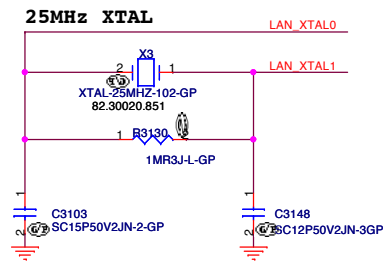 25MHz XTAL
LAN_XTAL0
X3
2 1
LAN_XTAL1
XTAL-25MHZ-102-GP
82.30020.851
1 R3130
1MR3J-L-GP
1 1
C3103 C3148
2 SC15P50V2JN-2-GP 2 SC12P50V2JN-3GP